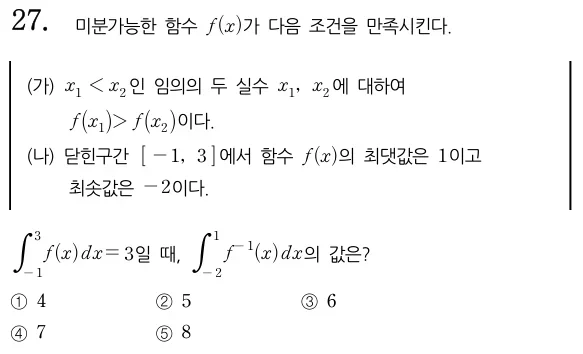 27. 미분가능한 함수 f(x)가 다음 조건을 만족시킨다.
(가) x₁ < x₂인 임의의 두 실수 x₁, x₂에 대하여
f(x₁)> f(x₂)이다.
(나) 닫힌구간 [-1, 3]에서 함수 f(x)의 최댓값은 1이고
최솟값은 -2이다.
∫₋₁³ f(x)dx=3일 때, ∫₋₂¹ f⁻¹(x)dx의 값은?
① 4 ② 5 ③ 6
④ 7 ⑤ 8